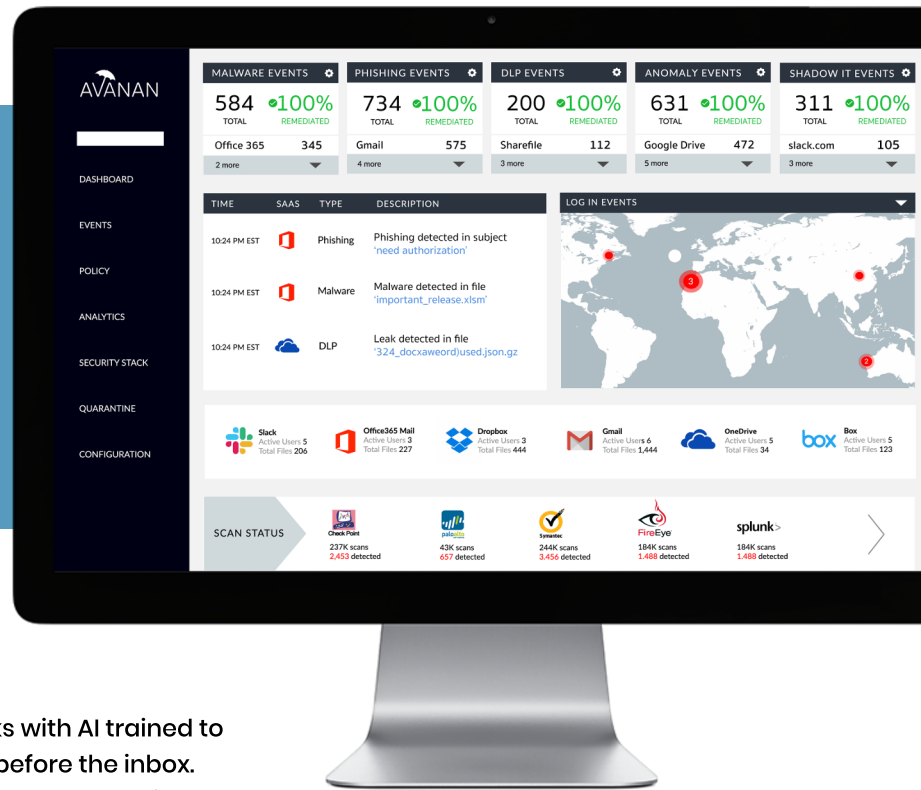 AVANAN
DASHBOARD
EVENTS
POLICY
ANALYTICS
SECURITY STACK
QUARANTINE
CONFIGURATION
MALWARE EVENTS
584 100%
TOTAL REMEDIATED
Office 365 345
2 more
PHISHING EVENTS
734 100%
TOTAL REMEDIATED
Gmail 575
4 more
DLP EVENTS
200 100%
TOTAL REMEDIATED
Sharefile 112
3 more
ANOMALY EVENTS
631 100%
TOTAL REMEDIATED
Google Drive 472
5 more
SHADOW IT EVENTS
311 100%
TOTAL REMEDIATED
slack.com 105
3 more
TIME SAAS TYPE DESCRIPTION
10:24 PM EST Phishing Phishing detected in subject
'need authorization'
10:24 PM EST Malware Malware detected in file
'important_release.xlsm'
10:24 PM EST DLP Leak detected in file
'324_docxaweord)used.json.gz
LOG IN EVENTS
3
2
Slack
Active Users 5
Total Files 206
Office365 Mail
Active Users 3
Total Files 227
Dropbox
Active Users 3
Total Files 444
Gmail
Active Users 6
Total Files 1,444
OneDrive
Active Users 5
Total Files 34
box
Box
Active Users 5
Total Files 123
SCAN STATUS
Check Point
237K scans
2,453 detected
paloalto
43K scans
657 detected
Symantec
244K scans
3.456 detected
FireEye
184K scans
1.488 detected
splunk>
184K scans
1.488 detected
with AI trained to
before the inbox.